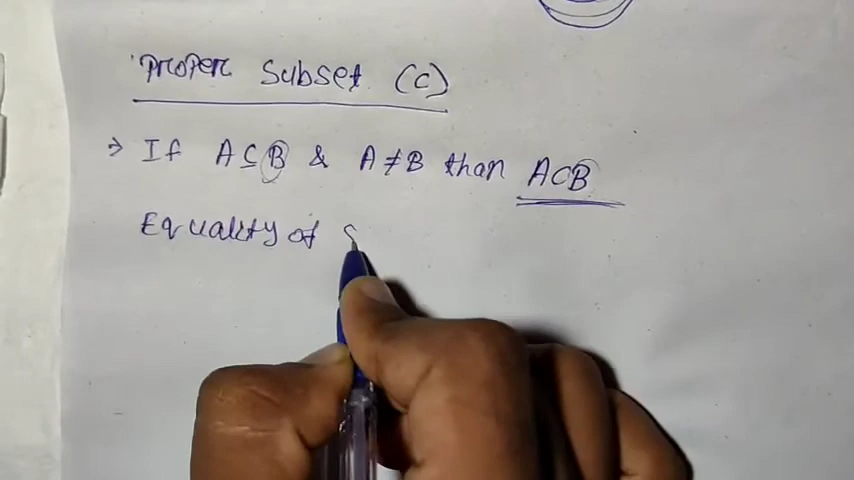 Proper Subset (⊂)
→ If A ⊆ B & A ≠ B than A⊂B
Equality of S